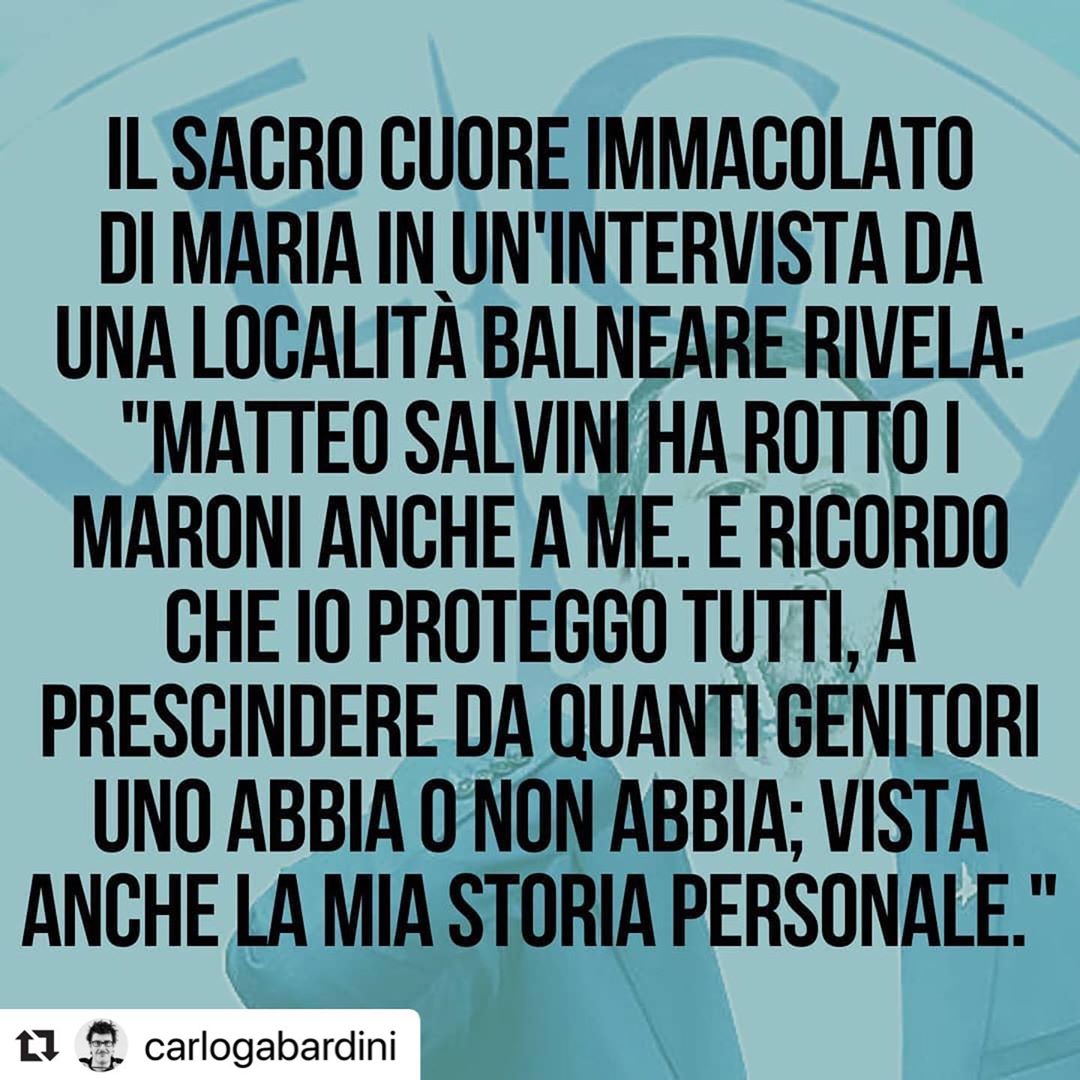 LEGA
IL SACRO CUORE IMMACOLATO
DI MARIA IN UN'INTERVISTA DA
UNA LOCALITÀ BALNEARE RIVELA:
"MATTEO SALVINI HA ROTTO I
MARONI ANCHE A ME. E RICORDO
CHE IO PROTEGGO TUTTI, A
PRESCINDERE DA QUANTI GENITORI
UNO ABBIA O NON ABBIA; VISTA
ANCHE LA MIA STORIA PERSONALE."
carlogabardini